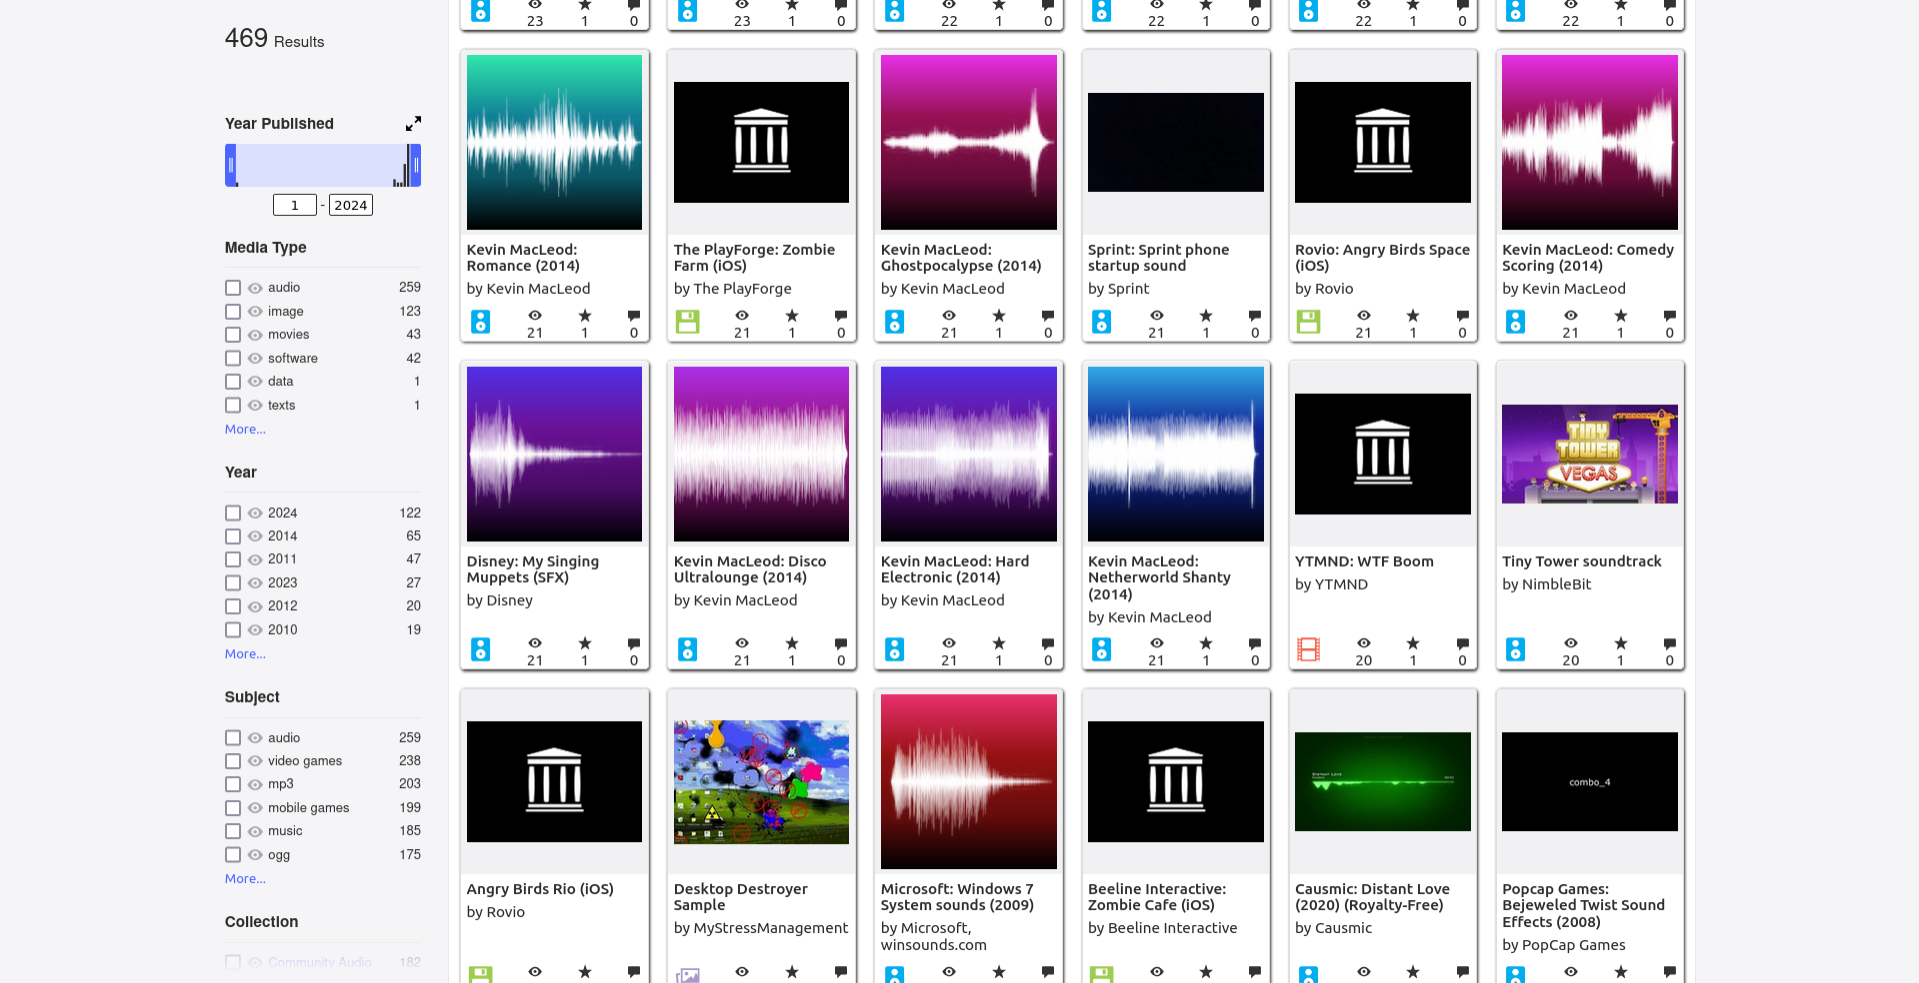 469 Results
Year Published
1 - 2024
Media Type
audio 259
image 123
movies 43
software 42
data 1
texts 1
More...
Year
2024 122
2014 65
2011 47
2023 27
2012 20
2010 19
More...
Subject
audio 259
video games 238
mp3 203
mobile games 199
music 185
ogg 175
More...
Collection
Community Audio 182
23 1 0
23 1 0
22 1 0
22 1 0
22 1 0
22 1 0
Kevin MacLeod:
Romance (2014)
by Kevin MacLeod
21 1 0
The PlayForge: Zombie
Farm (iOS)
by The PlayForge
21 1 0
Kevin MacLeod:
Ghostpocalypse (2014)
by Kevin MacLeod
21 1 0
Sprint: Sprint phone
startup sound
by Sprint
21 1 0
Rovio: Angry Birds Space
(iOS)
by Rovio
21 1 0
Kevin MacLeod: Comedy
Scoring (2014)
by Kevin MacLeod
21 1 0
Disney: My Singing
Muppets (SFX)
by Disney
21 1 0
Kevin MacLeod: Disco
Ultralounge (2014)
by Kevin MacLeod
21 1 0
Kevin MacLeod: Hard
Electronic (2014)
by Kevin MacLeod
21 1 0
Kevin MacLeod:
Netherworld Shanty
(2014)
by Kevin MacLeod
21 1 0
YTMND: WTF Boom
by YTMND
20 1 0
TINY
TOWER
VEGAS
Tiny Tower soundtrack
by NimbleBit
20 1 0
Angry Birds Rio (iOS)
by Rovio
Desktop Destroyer
Sample
by MyStressManagement
Microsoft: Windows 7
System sounds (2009)
by Microsoft,
winsounds.com
Beeline Interactive:
Zombie Cafe (iOS)
by Beeline Interactive
Distant Love
Causmic: Distant Love
(2020) (Royalty-Free)
by Causmic
combo_4
Popcap Games:
Bejeweled Twist Sound
Effects (2008)
by PopCap Games